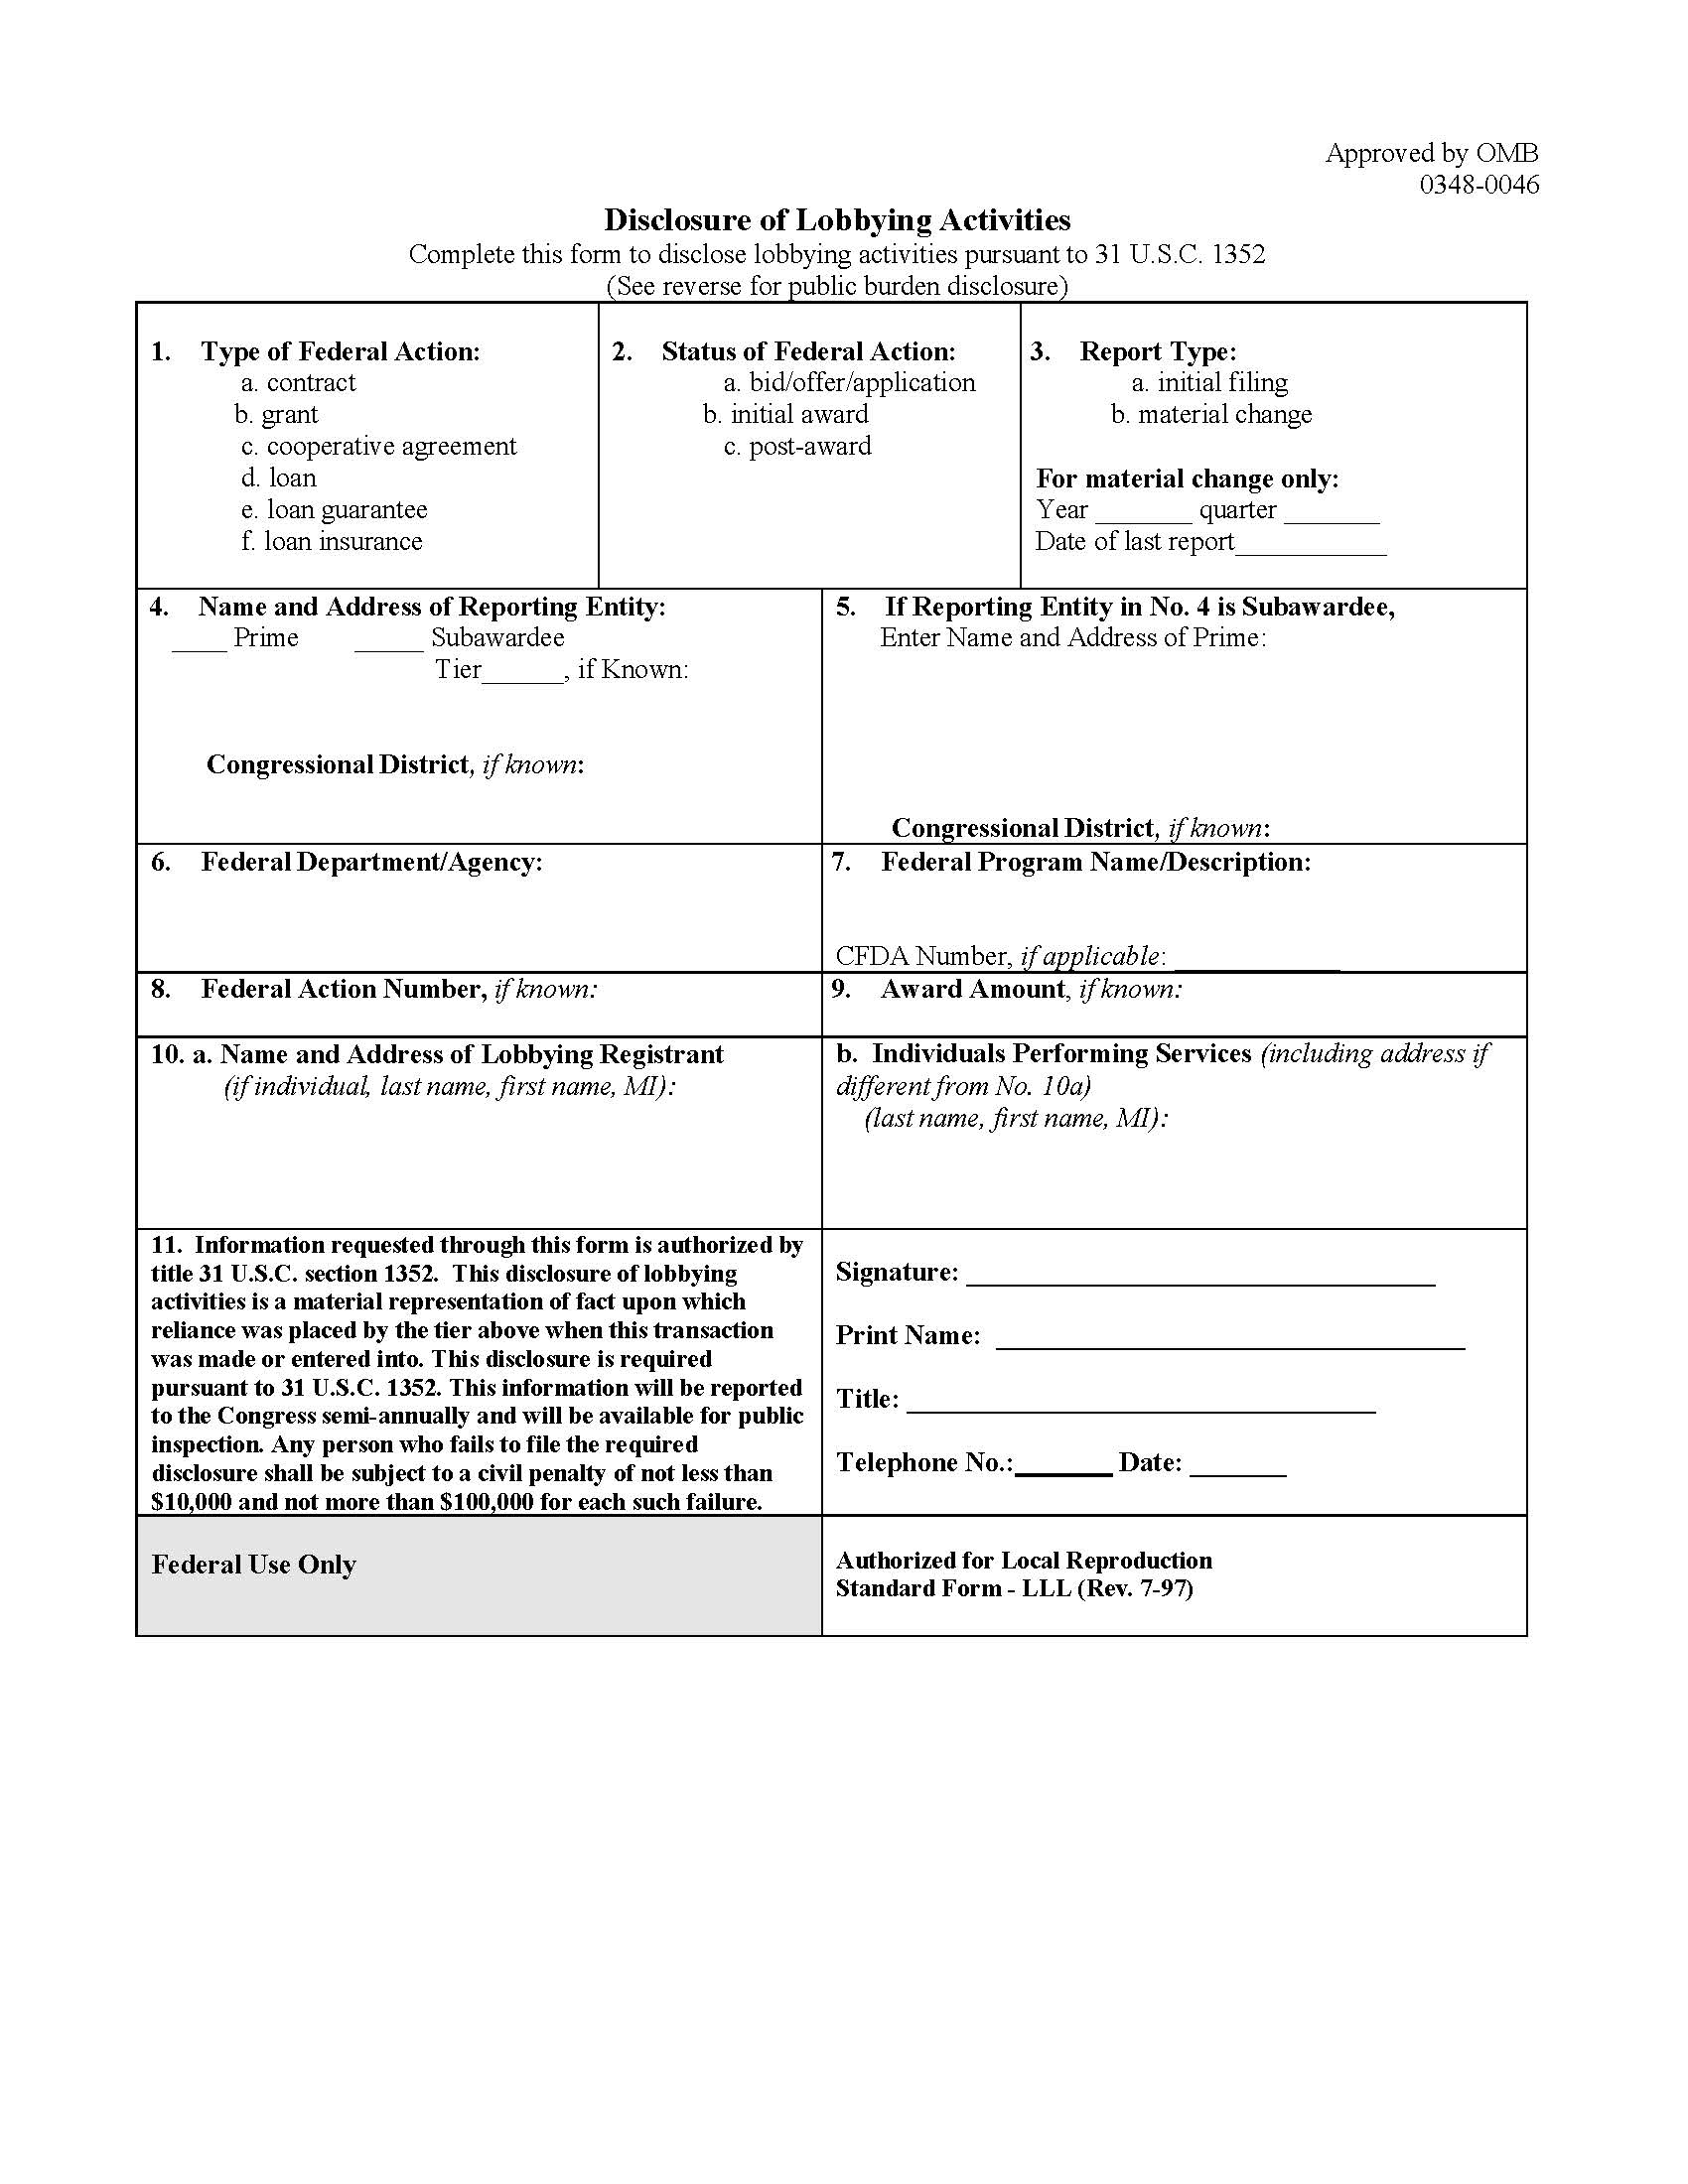 Approved by OMB
0348-0046
Disclosure of Lobbying Activities
Complete this form to disclose lobbying activities pursuant to 31 U.S.C. 1352
(See reverse for public burden disclosure)
1. Type of Federal Action:
a. contract
b. grant
c. cooperative agreement
d. loan
e. loan guarantee
f. loan insurance
2. Status of Federal Action:
a. bid/offer/application
b. initial award
c. post-award
3. Report Type:
a. initial filing
b. material change
For material change only:
Year _______ quarter _______
Date of last report___________
4. Name and Address of Reporting Entity:
____ Prime _____ Subawardee
Tier______, if Known:
Congressional District, if known:
5. If Reporting Entity in No. 4 is Subawardee,
Enter Name and Address of Prime:
Congressional District, if known:
6. Federal Department/Agency:
7. Federal Program Name/Description:
CFDA Number, if applicable: ____________
8. Federal Action Number, if known:
9. Award Amount, if known:
10. a. Name and Address of Lobbying Registrant
(if individual, last name, first name, MI):
b. Individuals Performing Services (including address if
different from No. 10a)
(last name, first name, MI):
11. Information requested through this form is authorized by
title 31 U.S.C. section 1352. This disclosure of lobbying
activities is a material representation of fact upon which
reliance was placed by the tier above when this transaction
was made or entered into. This disclosure is required
pursuant to 31 U.S.C. 1352. This information will be reported
to the Congress semi-annually and will be available for public
inspection. Any person who fails to file the required
disclosure shall be subject to a civil penalty of not less than
$10,000 and not more than $100,000 for each such failure.
Signature: __________________________________
Print Name: __________________________________
Title: __________________________________
Telephone No.:_______ Date: _______
Federal Use Only
Authorized for Local Reproduction
Standard Form - LLL (Rev. 7-97)